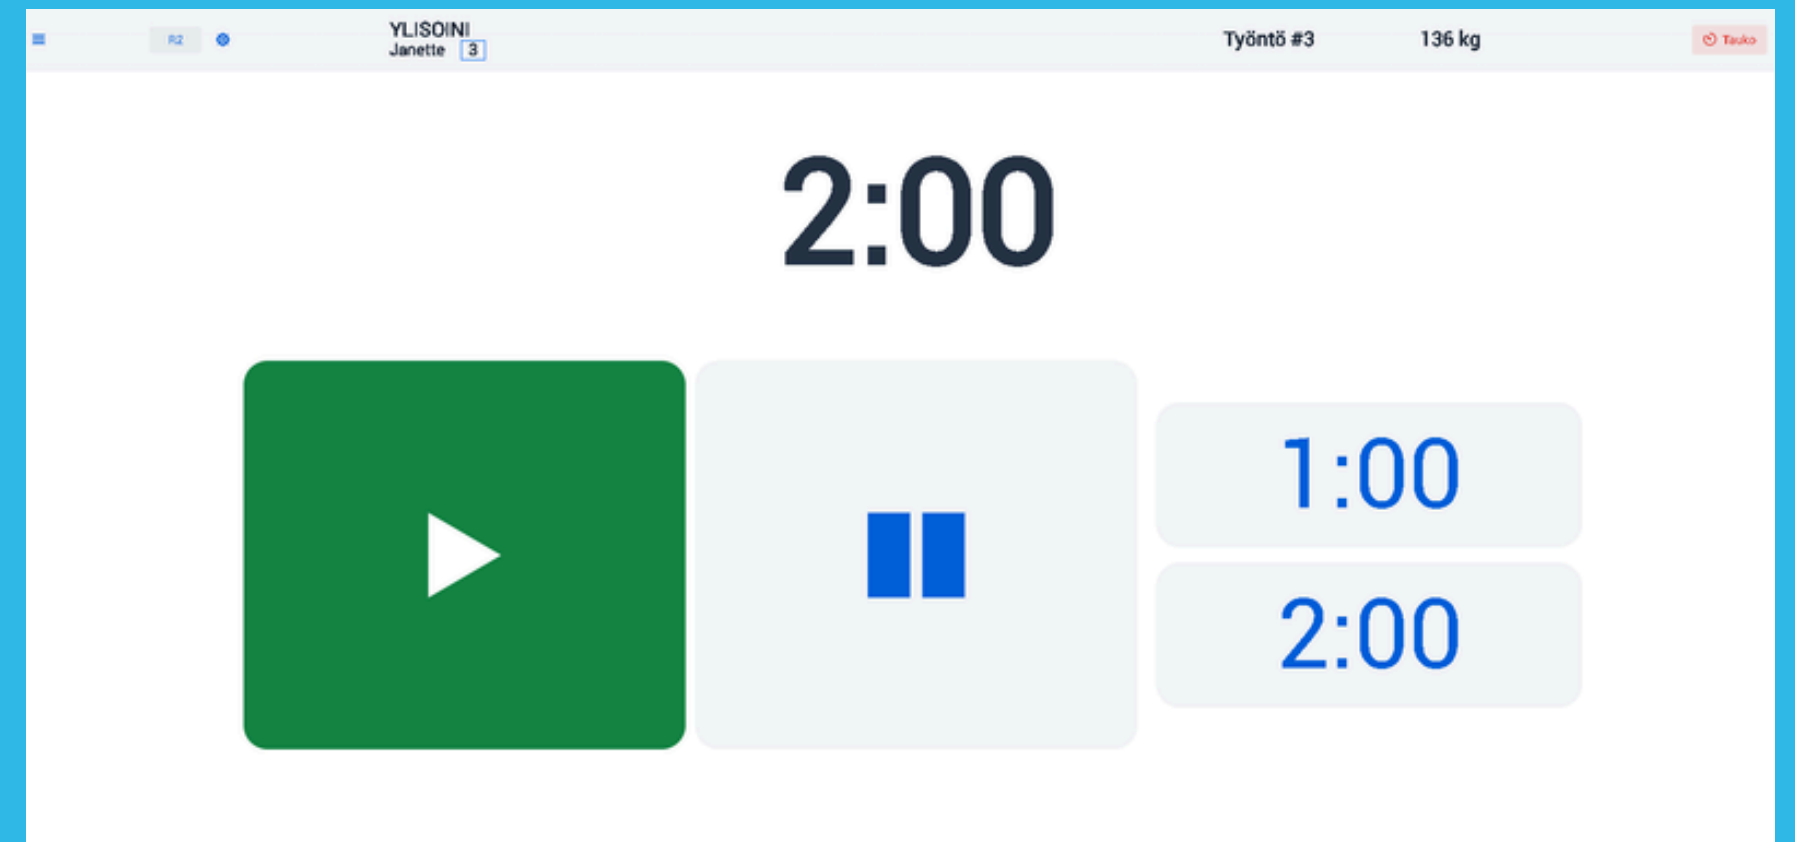 R2
YLISOINI
Janette 3
Työntö #3
136 kg
Tauko
2:00
1:00
2:00